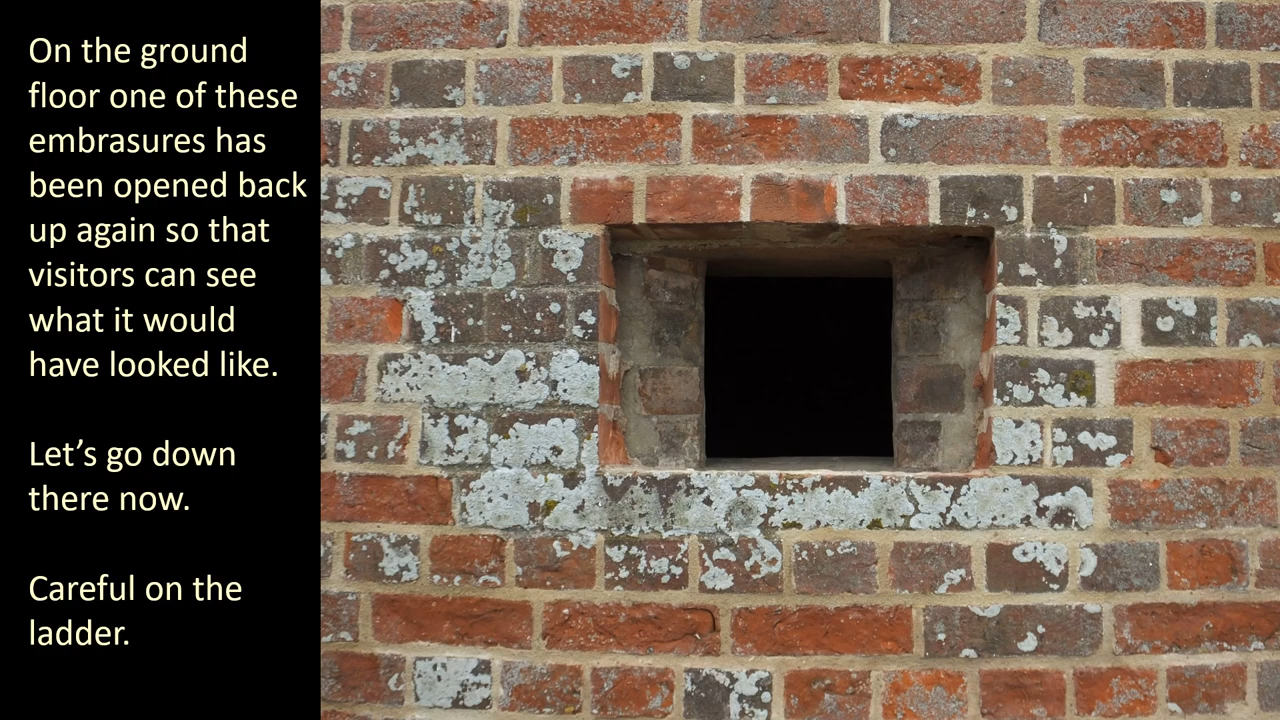 On the ground
floor one of these
embrasures has
been opened back
up again so that
visitors can see
what it would
have looked like.
Let’s go down
there now.
Careful on the
ladder.